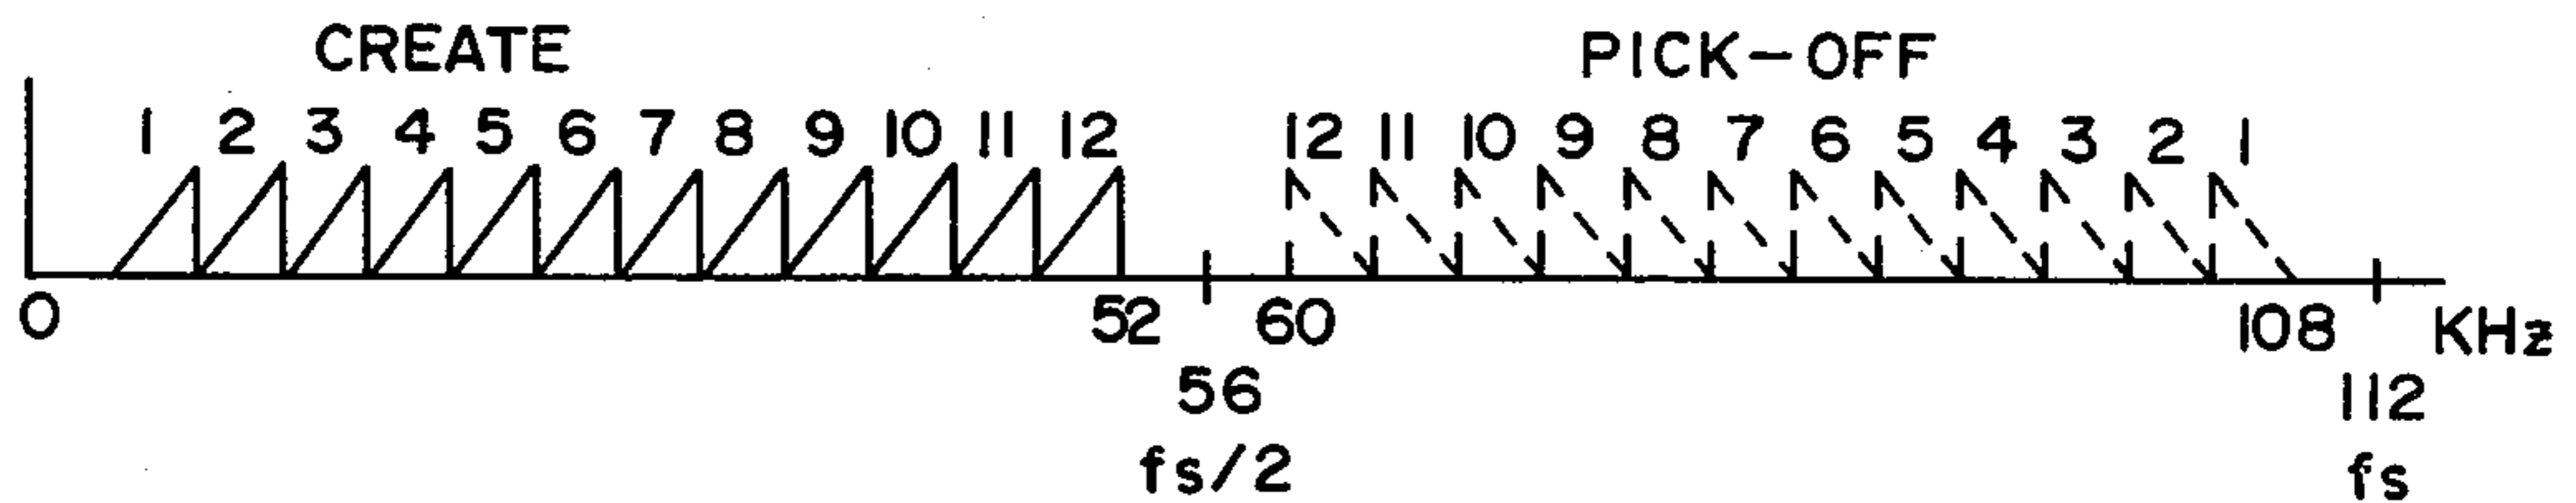 CREATE PICK-OFF
1 2 3 4 5 6 7 8 9 10 11 12 12 11 10 9 8 7 6 5 4 3 2 1
0 52 60 108 KHz
56 112
fs/2 fs